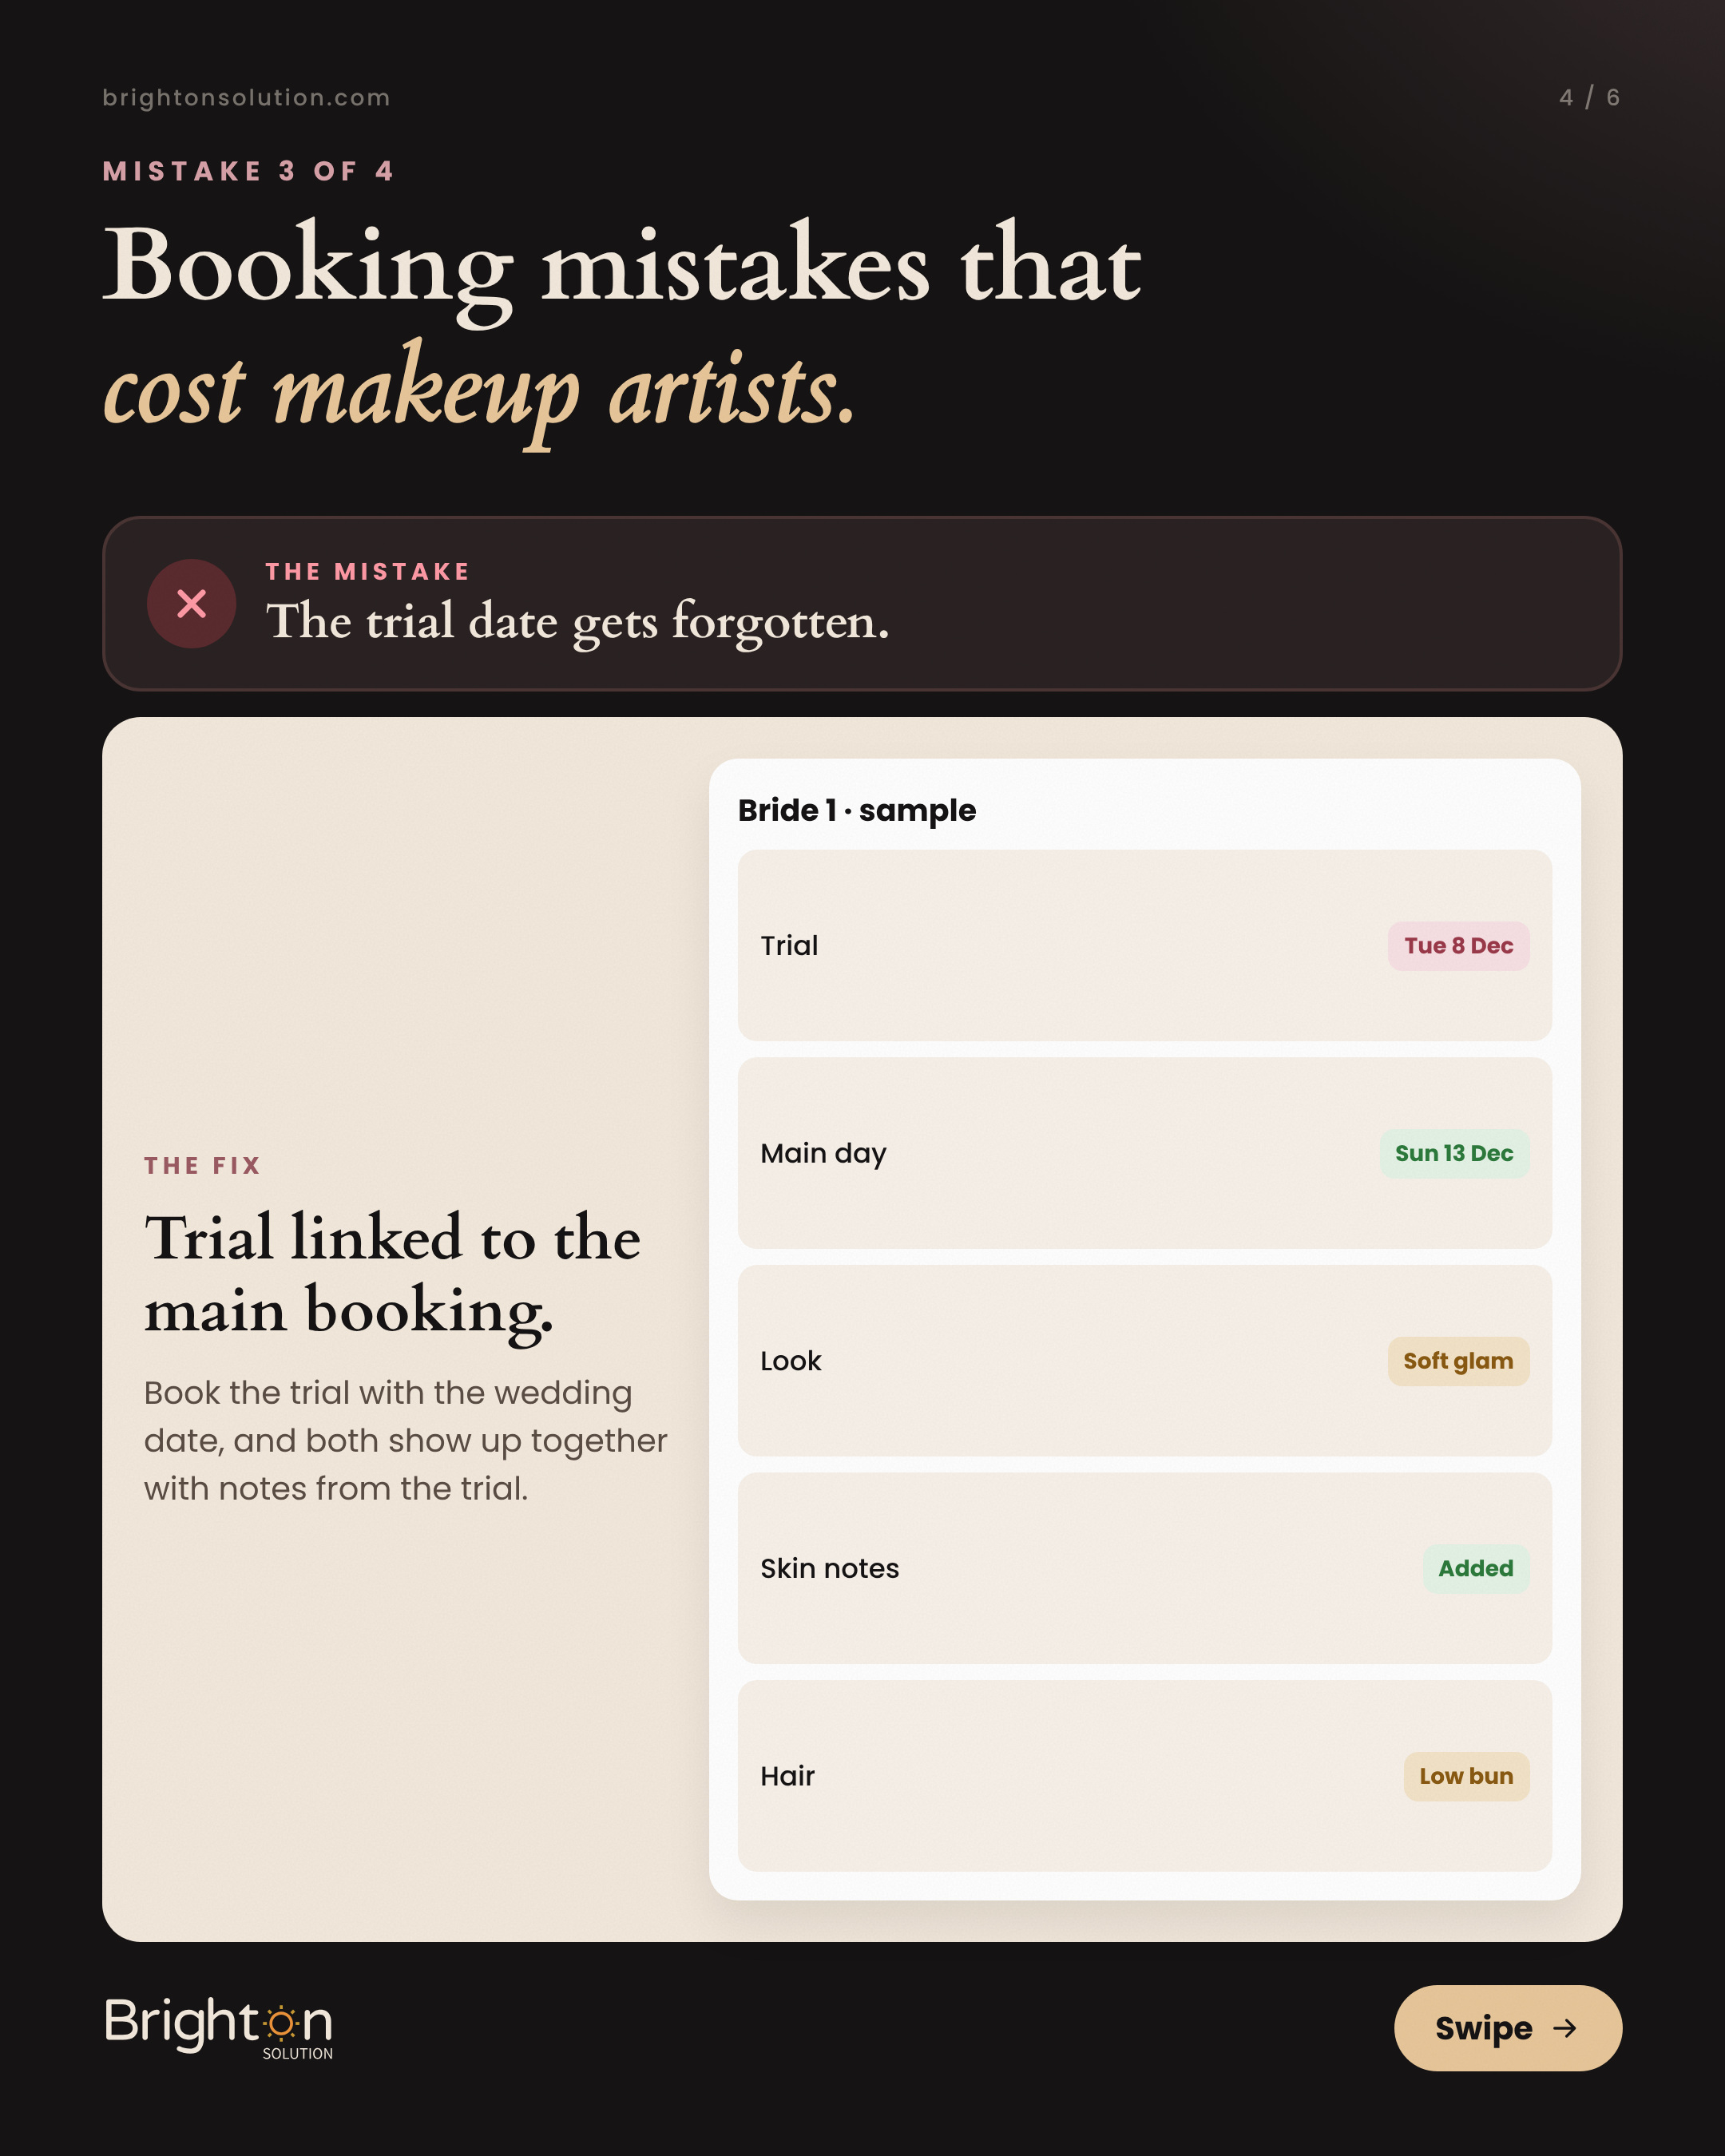 brightonsolution.com
4 / 6
MISTAKE 3 OF 4
Booking mistakes that
cost makeup artists.
THE MISTAKE
The trial date gets forgotten.
THE FIX
Trial linked to the
main booking.
Book the trial with the wedding
date, and both show up together
with notes from the trial.
Bride 1 · sample
Trial
Tue 8 Dec
Main day
Sun 13 Dec
Look
Soft glam
Skin notes
Added
Hair
Low bun
Brighton
SOLUTION
Swipe →